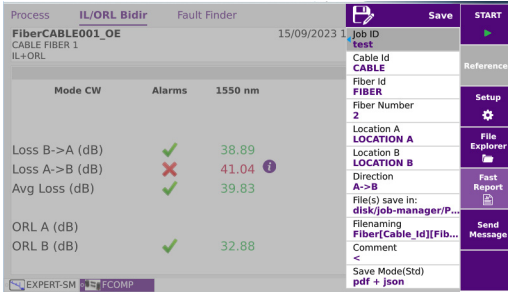 Process IL/ORL Bidir Fault Finder
FiberCABLE001_OE 15/09/2023 1
CABLE FIBER 1
IL+ORL
Mode CW Alarms 1550 nm
Loss B->A (dB) 38.89
Loss A->B (dB) 41.04 i
Avg Loss (dB) 39.83
ORL A (dB)
ORL B (dB) 32.88
EXPERT-SM FCOMP
Save
Job ID
test
Cable Id
CABLE
Fiber Id
FIBER
Fiber Number
2
Location A
LOCATION A
Location B
LOCATION B
Direction
A->B
File(s) save in:
disk/job-manager/P...
Filenaming
Fiber[Cable_Id][Fib...
Comment
<
Save Mode(Std)
pdf + json
START
Reference
Setup
File
Explorer
Fast
Report
Send
Message